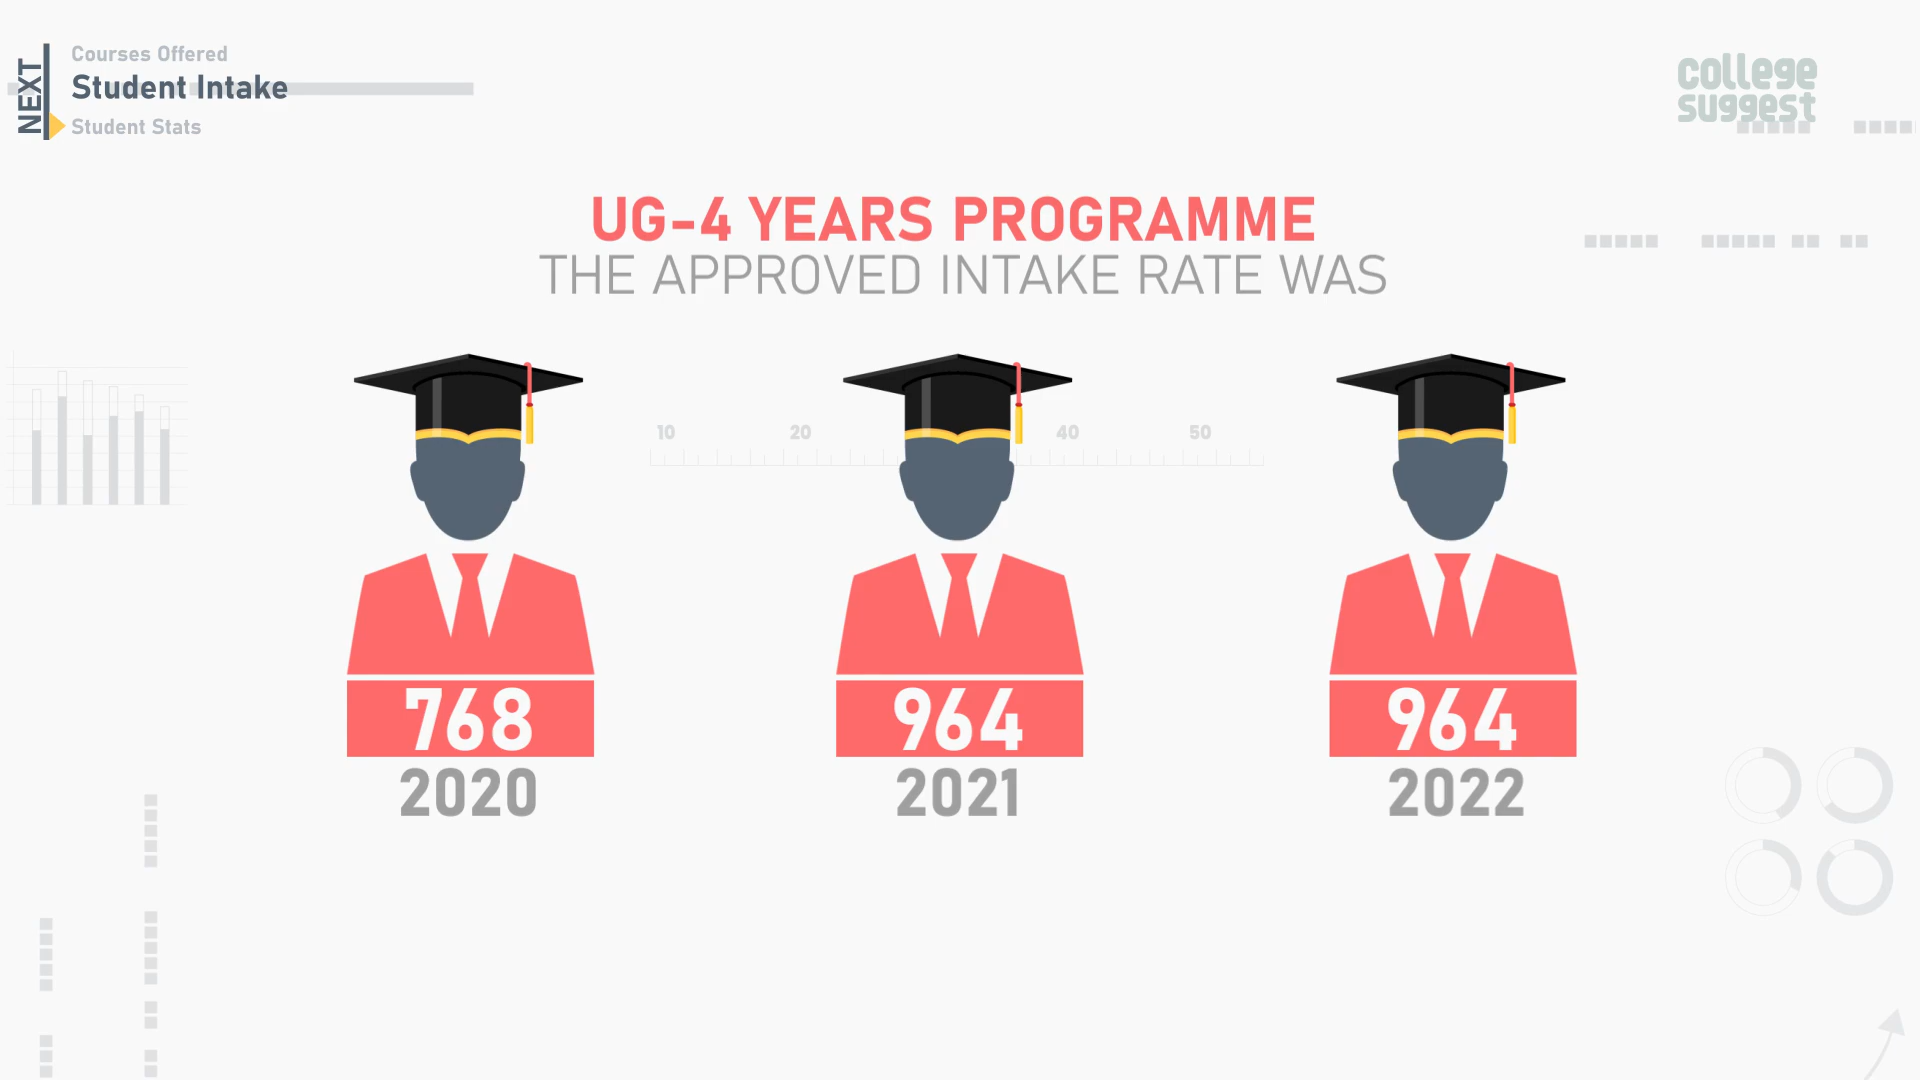 NEXT
Courses Offered
Student Intake
Student Stats
college
suggest
UG-4 YEARS PROGRAMME
THE APPROVED INTAKE RATE WAS
10 20 40 50
768 964 964
2020 2021 2022